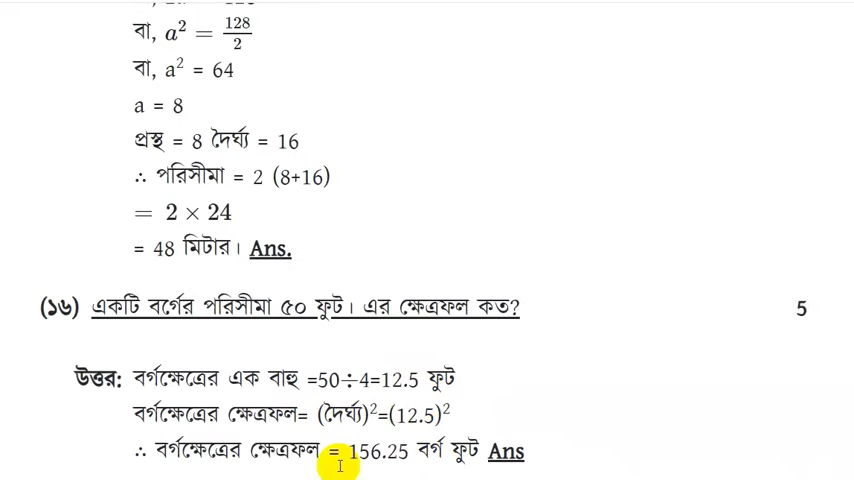 বা, a² = 128/2
বা, a² = 64
a = 8
প্রস্থ = 8 দৈর্ঘ্য = 16
∴ পরিসীমা = 2 (8+16)
= 2 × 24
= 48 মিটার। Ans.
(১৬) একটি বর্গের পরিসীমা ৫০ ফুট। এর ক্ষেত্রফল কত? 5
উত্তর: বর্গক্ষেত্রের এক বাহু =50÷4=12.5 ফুট
বর্গক্ষেত্রের ক্ষেত্রফল= (দৈর্ঘ্য)²=(12.5)²
∴ বর্গক্ষেত্রের ক্ষেত্রফল = 156.25 বর্গ ফুট Ans